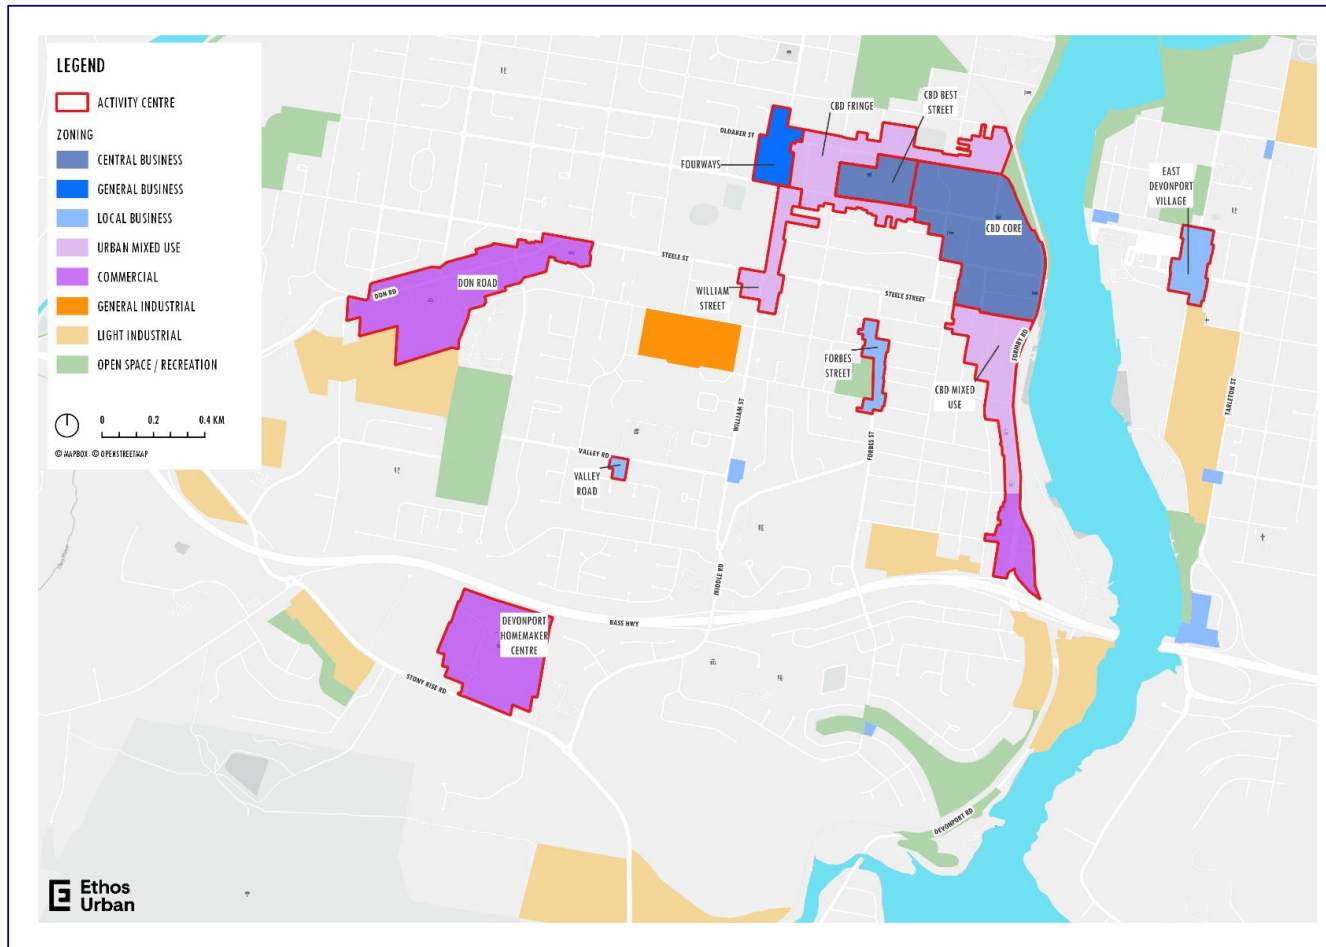 LEGEND
ACTIVITY CENTRE
ZONING
CENTRAL BUSINESS
GENERAL BUSINESS
LOCAL BUSINESS
URBAN MIXED USE
COMMERCIAL
GENERAL INDUSTRIAL
LIGHT INDUSTRIAL
OPEN SPACE / RECREATION
0 0.2 0.4 KM
© MAPBOX © OPENSTREETMAP
CBD BEST
STREET
CBD FRINGE
OLDAKER ST
FOURWAYS
EAST
DEVONPORT
VILLAGE
CBD CORE
STEELE ST
DON ROAD
DON RD
WILLIAM
STREET
STEELE STREET
FORMBY RD
FORBES
STREET
CBD MIXED
USE
TARLETON ST
WILLIAM ST
FORBES ST
VALLEY RD
VALLEY
ROAD
MIDDLE RD
BASS HWY
DEVONPORT
HOMEMAKER
CENTRE
STONY RISE RD
DEVONPORT RD
Ethos
Urban